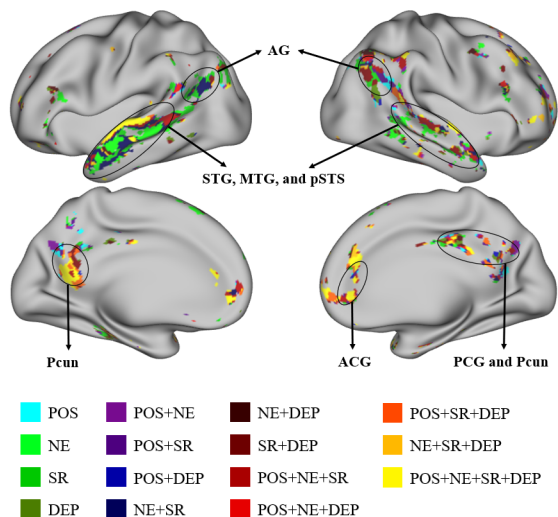 AG
STG, MTG, and pSTS
Pcun
ACG
PCG and Pcun
POS
POS+NE
NE+DEP
POS+SR+DEP
NE
POS+SR
SR+DEP
NE+SR+DEP
SR
POS+DEP
POS+NE+SR
POS+NE+SR+DEP
DEP
NE+SR
POS+NE+DEP